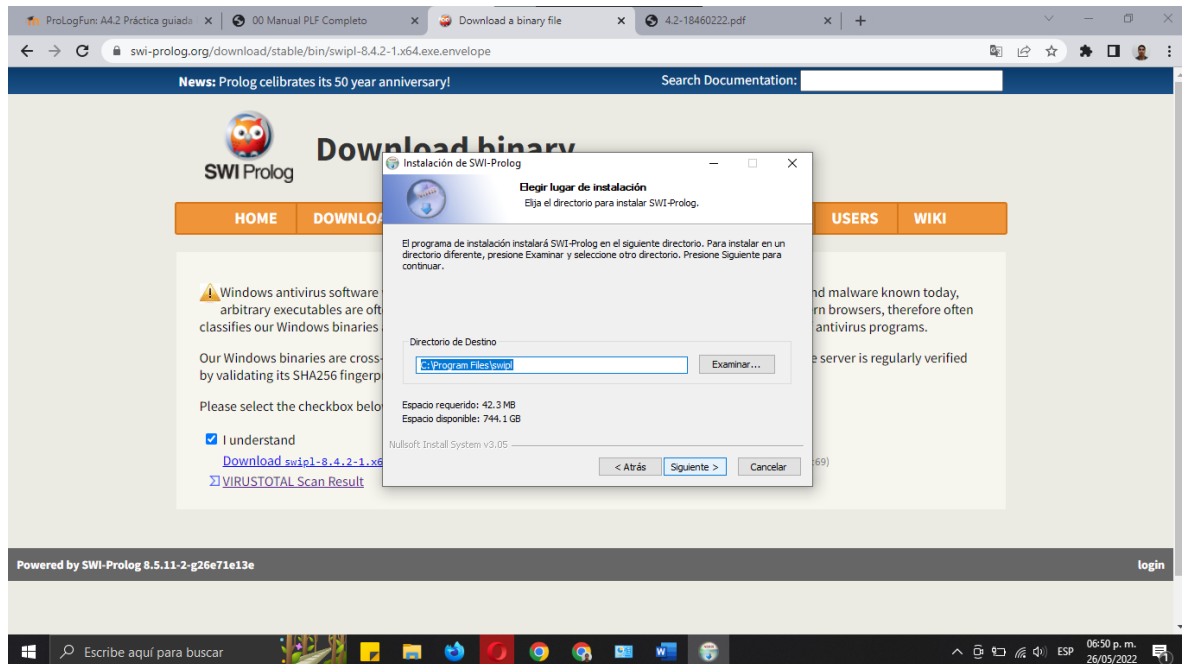 ProLogFun: A4.2 Práctica guiada
00 Manual PLF Completo
Download a binary file
4.2-18460222.pdf
swi-prolog.org/download/stable/bin/swipl-8.4.2-1.x64.exe.envelope
News: Prolog celibrates its 50 year anniversary!
Search Documentation:
SWI Prolog
Download binary
HOME
DOWNLOA
USERS
WIKI
Instalación de SWI-Prolog
Elegir lugar de instalación
Elija el directorio para instalar SWI-Prolog.
El programa de instalación instalará SWI-Prolog en el siguiente directorio. Para instalar en un
directorio diferente, presione Examinar y seleccione otro directorio. Presione Siguiente para
continuar.
Directorio de Destino
C:\Program Files\swipl
Examinar...
Espacio requerido: 42.3 MB
Espacio disponible: 744.1 GB
Nullsoft Install System v3.05
< Atrás
Siguiente >
Cancelar
Windows antivirus software
nd malware known today,
arbitrary executables are oft
rn browsers, therefore often
classifies our Windows binaries
antivirus programs.
Our Windows binaries are cross-
e server is regularly verified
by validating its SHA256 fingerp
Please select the checkbox belo
I understand
Download swipl-8.4.2-1.x6
:69)
VIRUSTOTAL Scan Result
Powered by SWI-Prolog 8.5.11-2-g26e71e13e
login
Escribe aquí para buscar
ESP
06:50 p. m.
26/05/2022